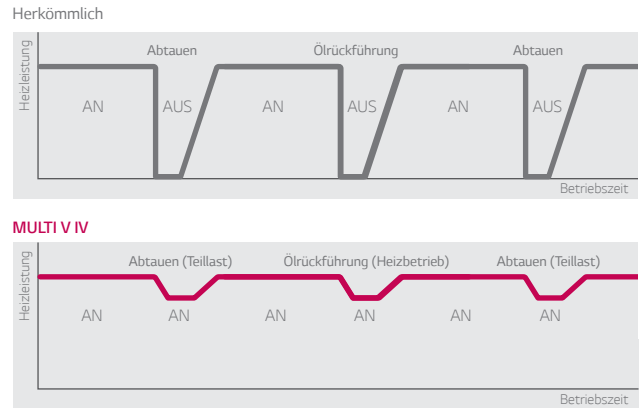 Herkömmlich
Heizleistung
Abtauen Ölrückführung Abtauen
AN AUS AN AUS AN AUS
Betriebszeit
MULTI V IV
Heizleistung
Abtauen (Teillast) Ölrückführung (Heizbetrieb) Abtauen (Teillast)
AN AN AN AN AN AN
Betriebszeit